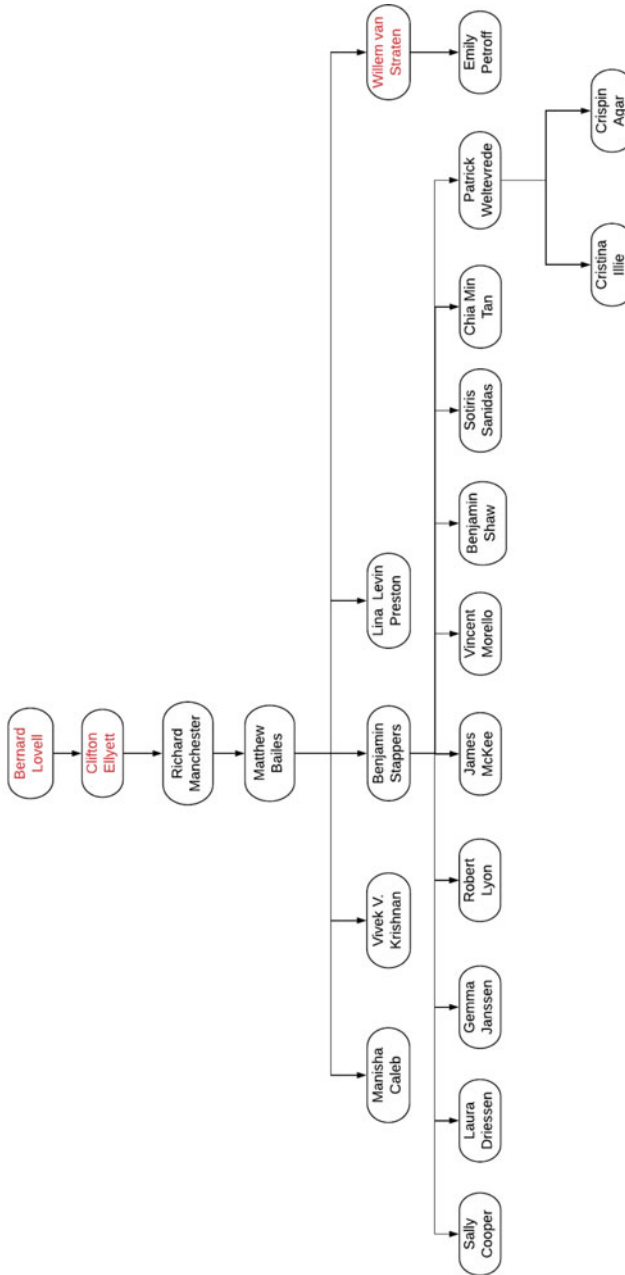 Bernard
Lovell
Clifton
Ellyett
Richard
Manchester
Matthew
Bailes
Manisha
Caleb
Vivek V.
Krishnan
Benjamin
Stappers
Lina Levin
Preston
Willem van
Straten
Sally
Cooper
Laura
Driessen
Gemma
Janssen
Robert
Lyon
James
McKee
Vincent
Morello
Benjamin
Shaw
Sotiris
Sanidas
Chia Min
Tan
Patrick
Weltevrede
Emily
Petroff
Cristina
Illie
Crispin
Agar